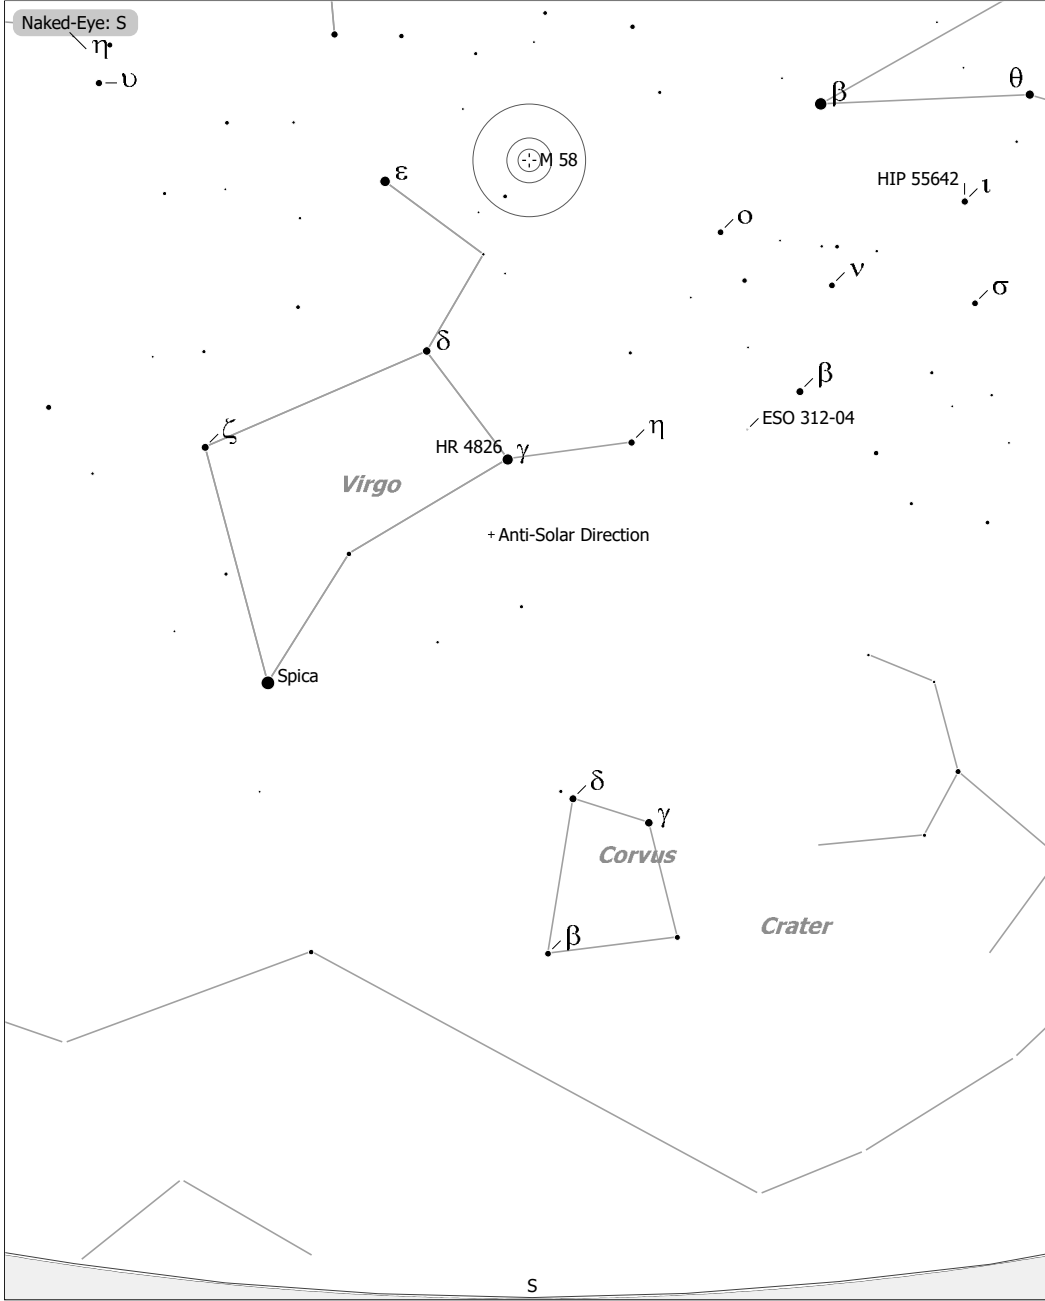 Naked-Eye: S
η
υ
β
θ
ε
M 58
HIP 55642
ι
ο
ν
σ
δ
β
ESO 312-04
ζ
HR 4826
γ
η
Virgo
Anti-Solar Direction
Spica
δ
γ
Corvus
Crater
β
S